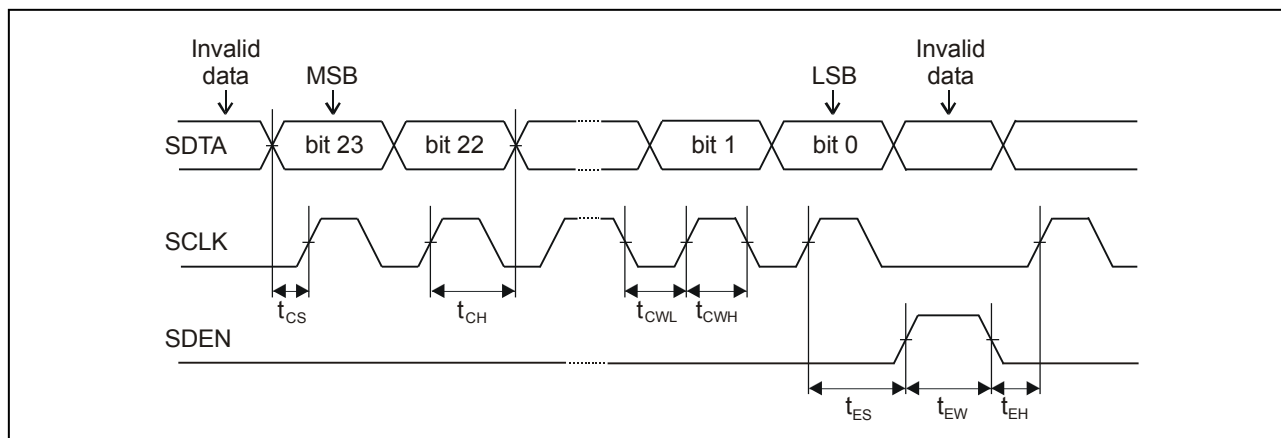 Invalid
data
MSB
LSB
Invalid
data
SDTA
bit 23
bit 22
bit 1
bit 0
SCLK
tCS
tCH
tCWL
tCWH
SDEN
tES
tEW
tEH